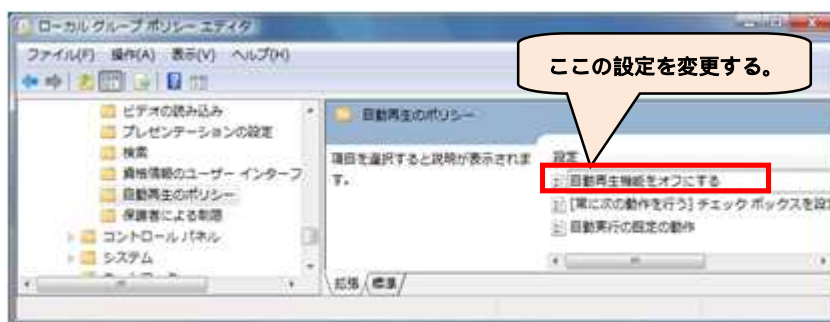 ローカル グループ ポリシー エディタ
ファイル(F) 操作(A) 表示(V) ヘルプ(H)
ここの設定を変更する。
ビデオの読み込み
プレゼンテーションの設定
検索
資格情報のユーザー インターフ
自動再生のポリシー
保護者による制限
コントロール パネル
システム
自動再生のポリシー
項目を選択すると説明が表示されま
す。
設定
自動再生機能をオフにする
[常に次の動作を行う] チェック ボックスを設
自動実行の既定の動作
拡張 標準